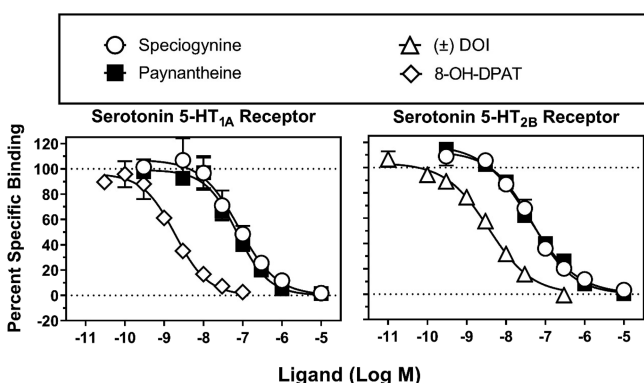 Speciogynine
(±) DOI
Paynantheine
8-OH-DPAT
Serotonin 5-HT1A Receptor
Serotonin 5-HT2B Receptor
Percent Specific Binding
120
100
80
60
40
20
0
-20
-11 -10 -9 -8 -7 -6 -5
-11 -10 -9 -8 -7 -6 -5
Ligand (Log M)